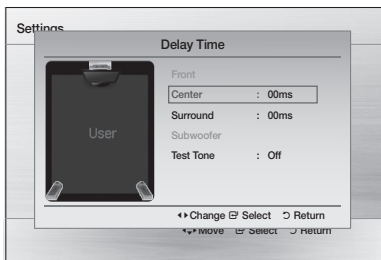 Settings
Delay Time
Front
Center : 00ms
User
Surround : 00ms
Subwoofer
Test Tone : Off
Change Select Return
Move Select Return